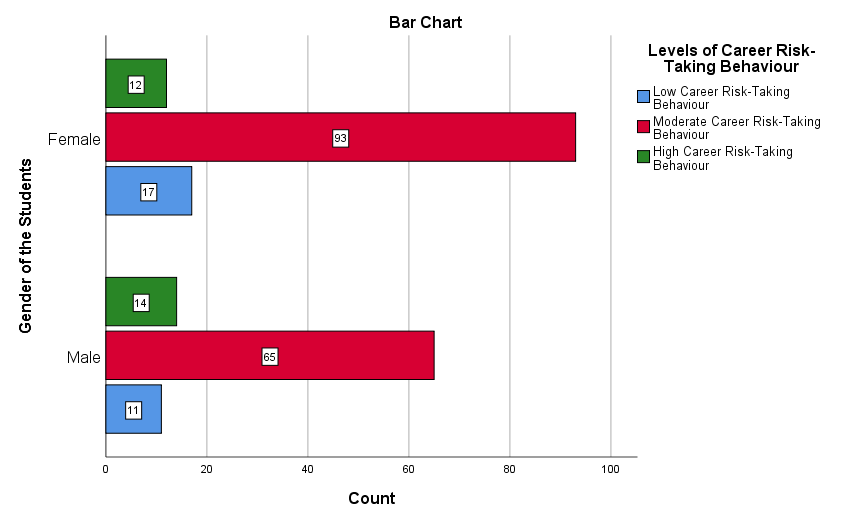 Bar Chart
Levels of Career Risk-
Taking Behaviour
Low Career Risk-Taking
Behaviour
Moderate Career Risk-Taking
Behaviour
High Career Risk-Taking
Behaviour
Gender of the Students
Female
12
93
17
Male
14
65
11
0 20 40 60 80 100
Count